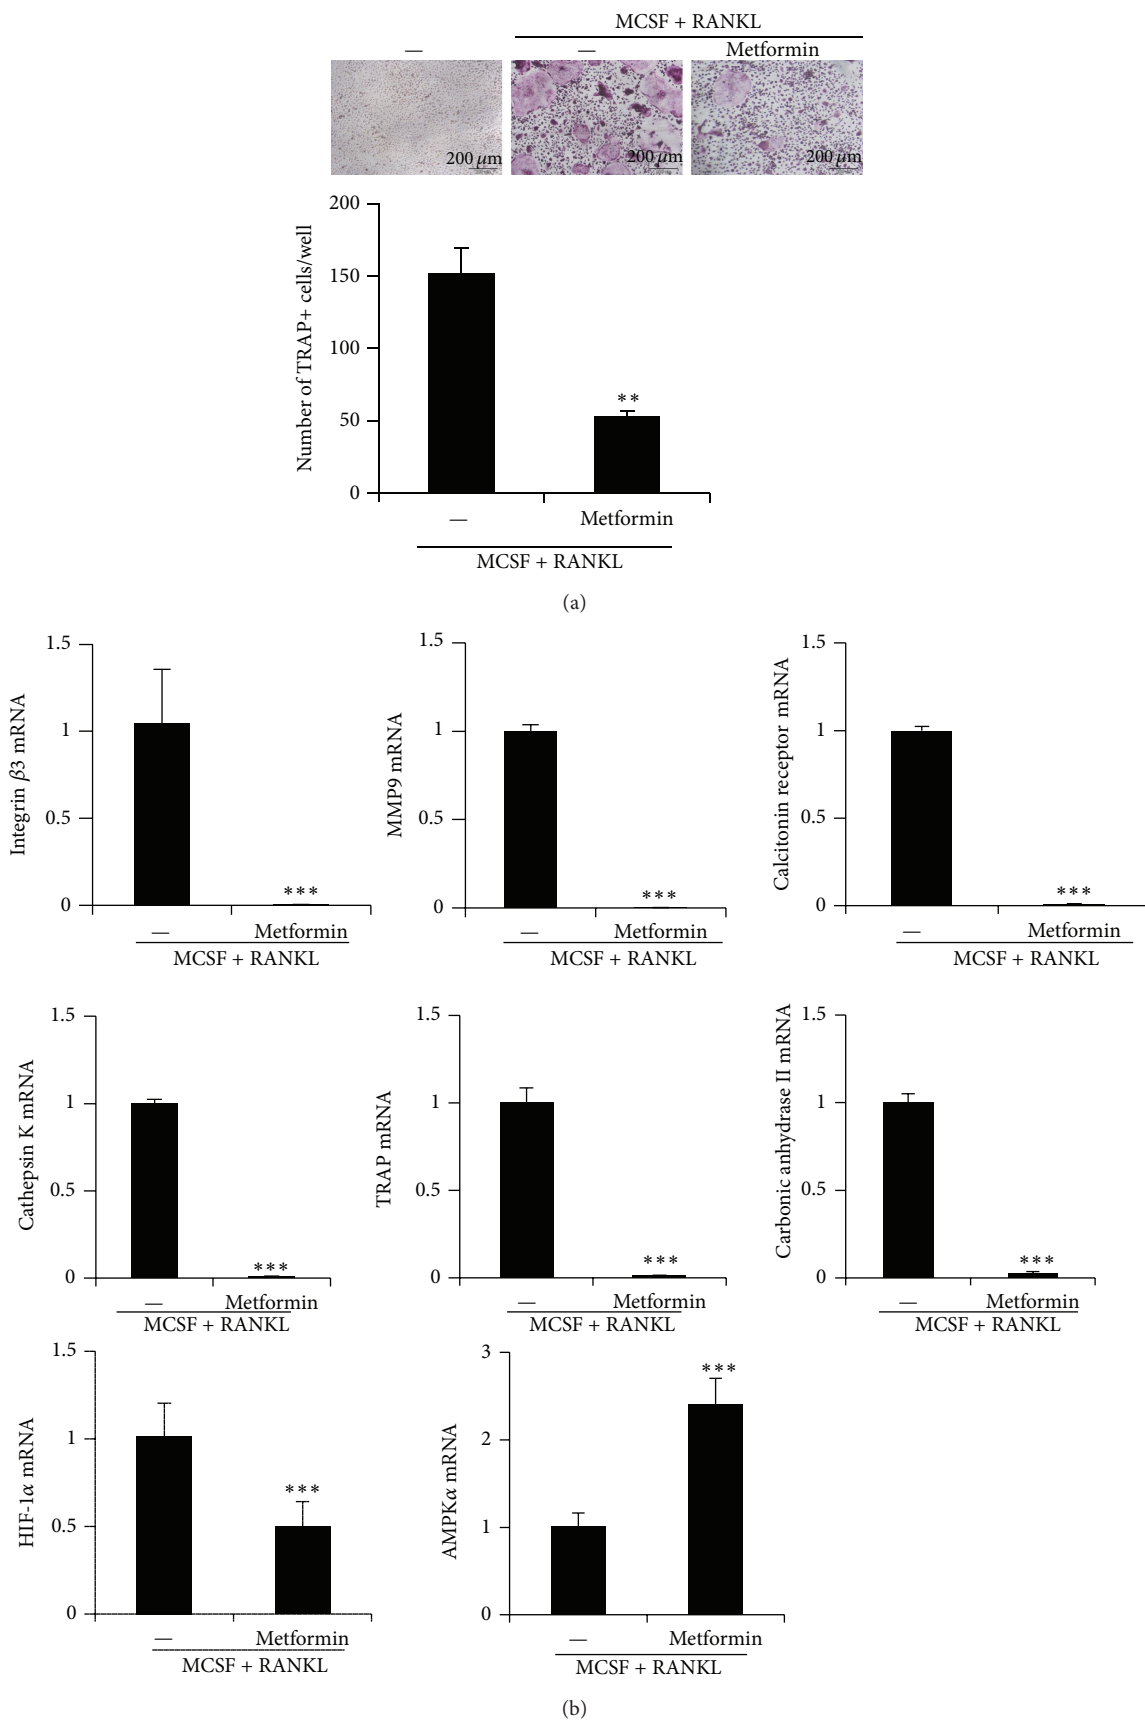 MCSF + RANKL
— — Metformin
200 μm 200 μm 200 μm
200
150
100
50
0
Number of TRAP+ cells/well
**
— Metformin
MCSF + RANKL
(a)
1.5
1
0.5
0
Integrin β3 mRNA
***
— Metformin
MCSF + RANKL
1.5
1
0.5
0
MMP9 mRNA
***
— Metformin
MCSF + RANKL
1.5
1
0.5
0
Calcitonin receptor mRNA
***
— Metformin
MCSF + RANKL
1.5
1
0.5
0
Cathepsin K mRNA
***
— Metformin
MCSF + RANKL
1.5
1
0.5
0
TRAP mRNA
***
— Metformin
MCSF + RANKL
1.5
1
0.5
0
Carbonic anhydrase II mRNA
***
— Metformin
MCSF + RANKL
1.5
1
0.5
0
HIF-1α mRNA
***
— Metformin
MCSF + RANKL
3
2
1
0
AMPKα mRNA
***
— Metformin
MCSF + RANKL
(b)